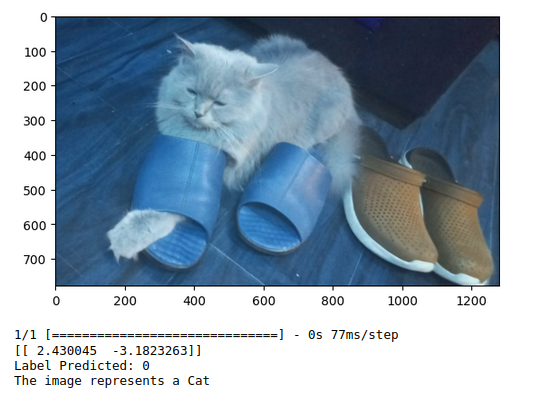 0
100
200
300
400
500
600
700
0 200 400 600 800 1000 1200
1/1 [==============================] - 0s 77ms/step
[[ 2.430045 -3.1823263]]
Label Predicted: 0
The image represents a Cat